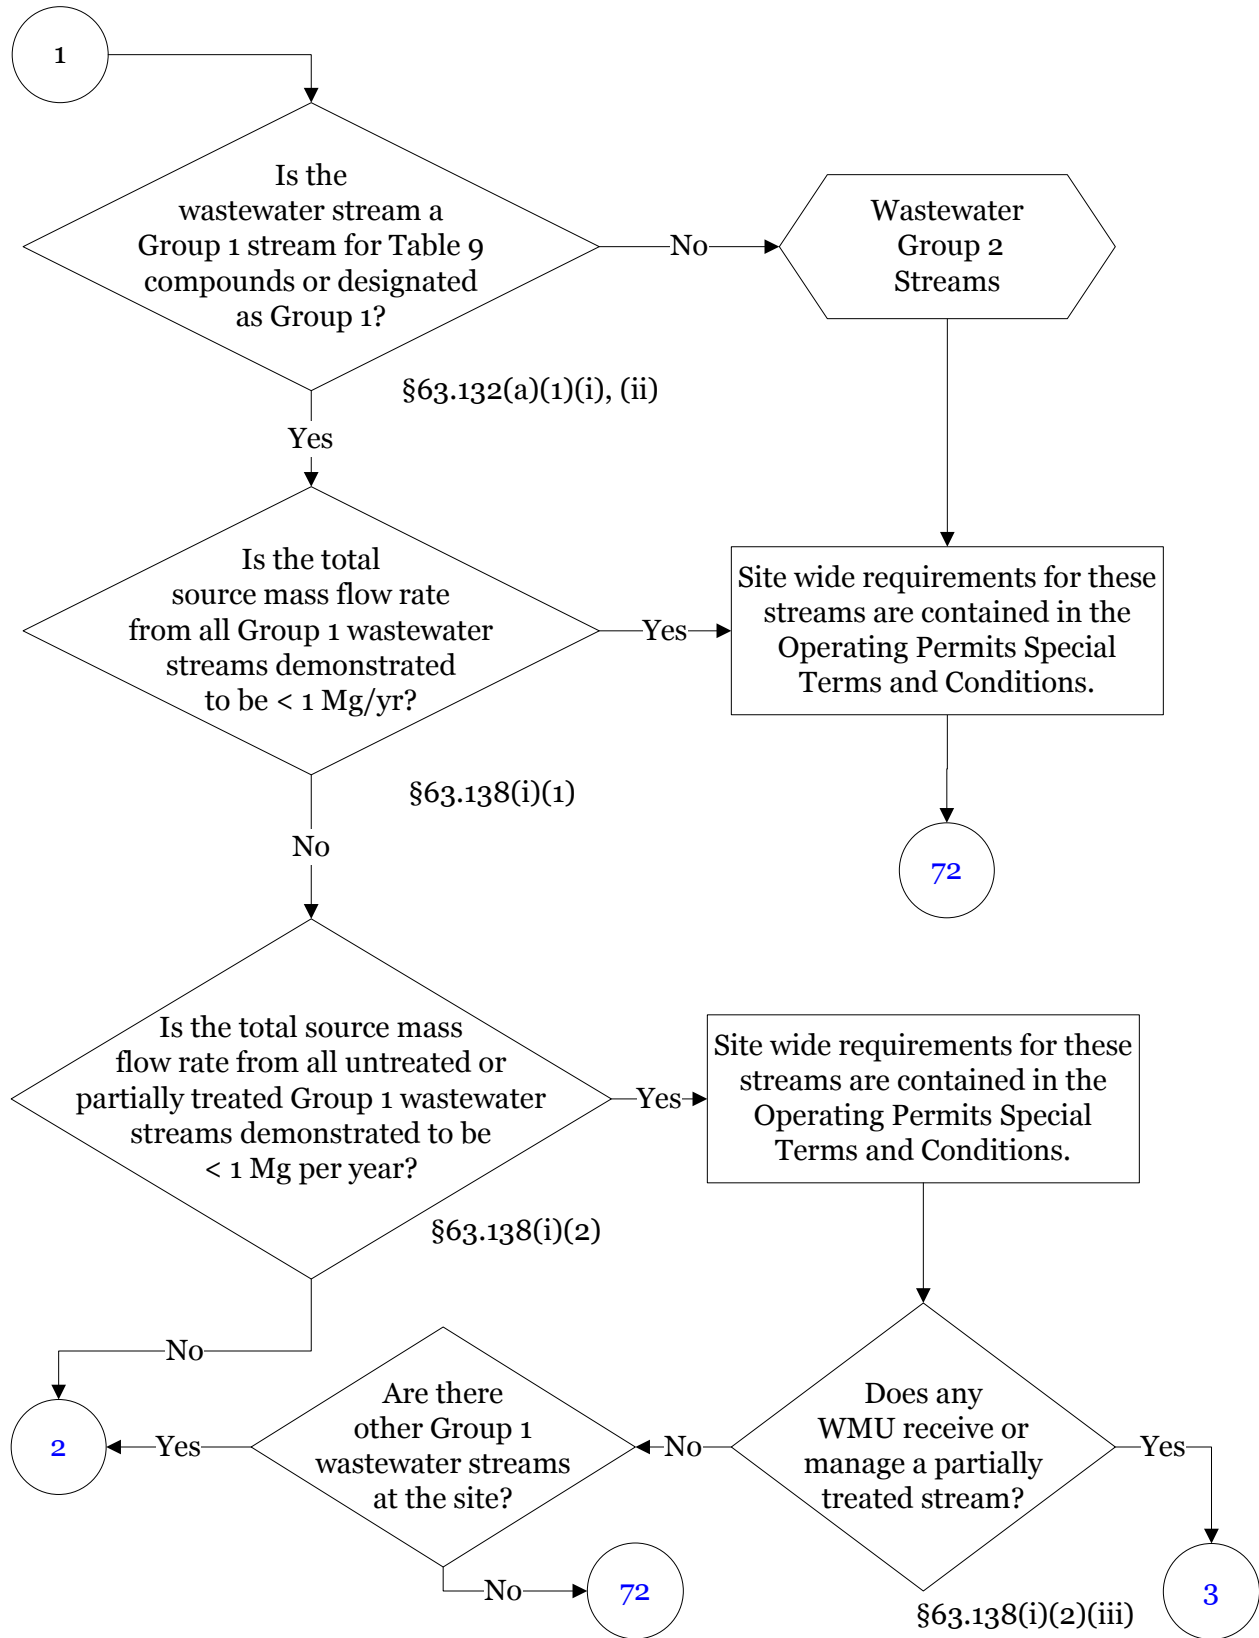 1
Is the
wastewater stream a
Group 1 stream for Table 9
compounds or designated
as Group 1?
No
Wastewater
Group 2
Streams
§63.132(a)(1)(i), (ii)
Yes
Is the total
source mass flow rate
from all Group 1 wastewater
streams demonstrated
to be < 1 Mg/yr?
Yes
Site wide requirements for these
streams are contained in the
Operating Permits Special
Terms and Conditions.
§63.138(i)(1)
No
72
Is the total source mass
flow rate from all untreated or
partially treated Group 1 wastewater
streams demonstrated to be
< 1 Mg per year?
Yes
Site wide requirements for these
streams are contained in the
Operating Permits Special
Terms and Conditions.
§63.138(i)(2)
No
2
Yes
Are there
other Group 1
wastewater streams
at the site?
No
Does any
WMU receive or
manage a partially
treated stream?
Yes
No
72
§63.138(i)(2)(iii)
3